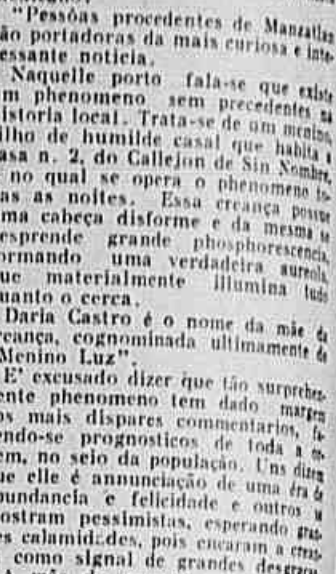 "Pessôas procedentes de Manzatlan
ão portadoras da mais curiosa e inte-
essante noticia.
Naquelle porto fala-se que existe
m phenomeno sem precedentes na
istoria local. Trata-se de um menino,
ilho de humilde casal que habita a
asa n. 2, do Callejon de Sin Nombre,
no qual se opera o phenomeno to-
as as noites. Essa creança possue
ma cabeça disforme e da mesma se
esprende grande phosphorescencia,
ormando uma verdadeira aureola,
ue materialmente illumina tudo
uanto o cerca.
Daria Castro é o nome da mãe da
reança, cognominada ultimamente de
Menino Luz".
E' excusado dizer que tão surprehen-
ente phenomeno tem dado margem
os mais dispares commentarios, fa-
endo-se prognosticos de toda a or-
em, no seio da população. Uns dizem
ue elle é annunciação de uma éra de
bundancia e felicidade e outros se
ostram pessimistas, esperando gran-
es calamidades, pois encaram a crean-
como signal de grandes desgraças